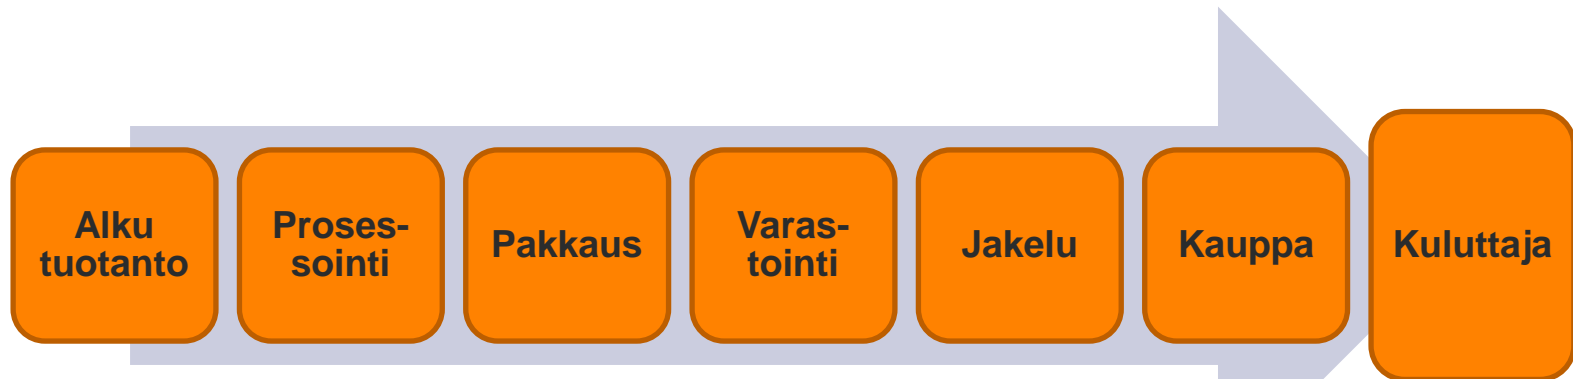 Alku
tuotanto
Proses-
sointi
Pakkaus
Varas-
tointi
Jakelu
Kauppa
Kuluttaja